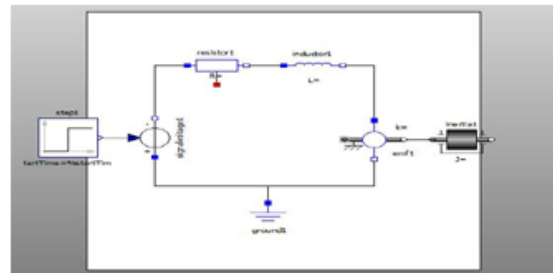 resistor1
R=
inductor1
L=
step1
signalvoltage1
k=
emf1
inertia1
J=
ground1